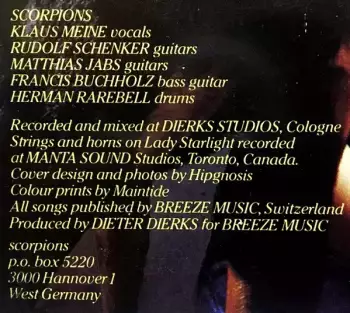 SCORPIONS
KLAUS MEINE vocals
RUDOLF SCHENKER guitars
MATTHIAS JABS guitars
FRANCIS BUCHHOLZ bass guitar
HERMAN RAREBELL drums
Recorded and mixed at DIERKS STUDIOS, Cologne
Strings and horns on Lady Starlight recorded
at MANTA SOUND Studios, Toronto, Canada.
Cover design and photos by Hipgnosis
Colour prints by Maintide
All songs published by BREEZE MUSIC, Switzerland
Produced by DIETER DIERKS for BREEZE MUSIC
scorpions
p.o. box 5220
3000 Hannover 1
West Germany